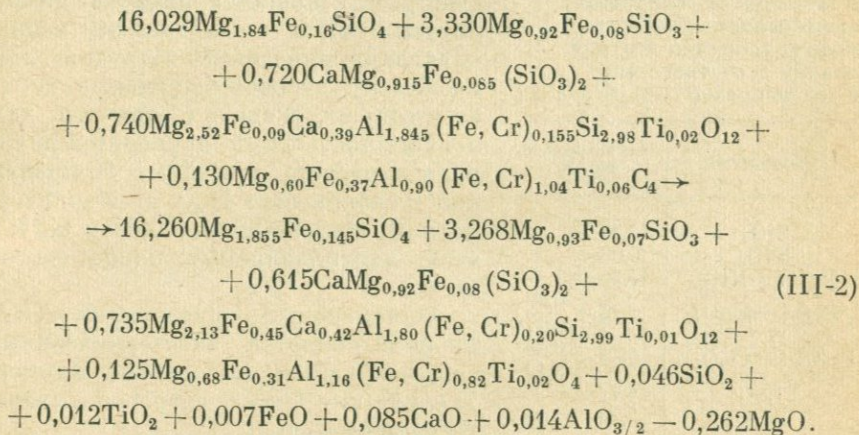 16,029Mg₁,₈₄Fe₀,₁₆SiO₄ + 3,330Mg₀,₉₂Fe₀,₀₈SiO₃ +
+ 0,720CaMg₀,₉₁₅Fe₀,₀₈₅ (SiO₃)₂ +
+ 0,740Mg₂,₅₂Fe₀,₀₉Ca₀,₃₉Al₁,₈₄₅ (Fe, Cr)₀,₁₅₅Si₂,₉₈Ti₀,₀₂O₁₂ +
+ 0,130Mg₀,₆₀Fe₀,₃₇Al₀,₉₀ (Fe, Cr)₁,₀₄Ti₀,₀₆C₄ →
→ 16,260Mg₁,₈₅₅Fe₀,₁₄₅SiO₄ + 3,268Mg₀,₉₃Fe₀,₀₇SiO₃ +
+ 0,615CaMg₀,₉₂Fe₀,₀₈ (SiO₃)₂ + (III-2)
+ 0,735Mg₂,₁₃Fe₀,₄₅Ca₀,₄₂Al₁,₈₀ (Fe, Cr)₀,₂₀Si₂,₉₉Ti₀,₀₁O₁₂ +
+ 0,125Mg₀,₆₈Fe₀.₃₁Al₁,₁₆ (Fe, Cr)₀,₈₂Ti₀,₀₂O₄ + 0,046SiO₂ +
+ 0,012TiO₂ + 0,007FeO + 0,085CaO + 0,014AlO₃/₂ — 0,262MgO.